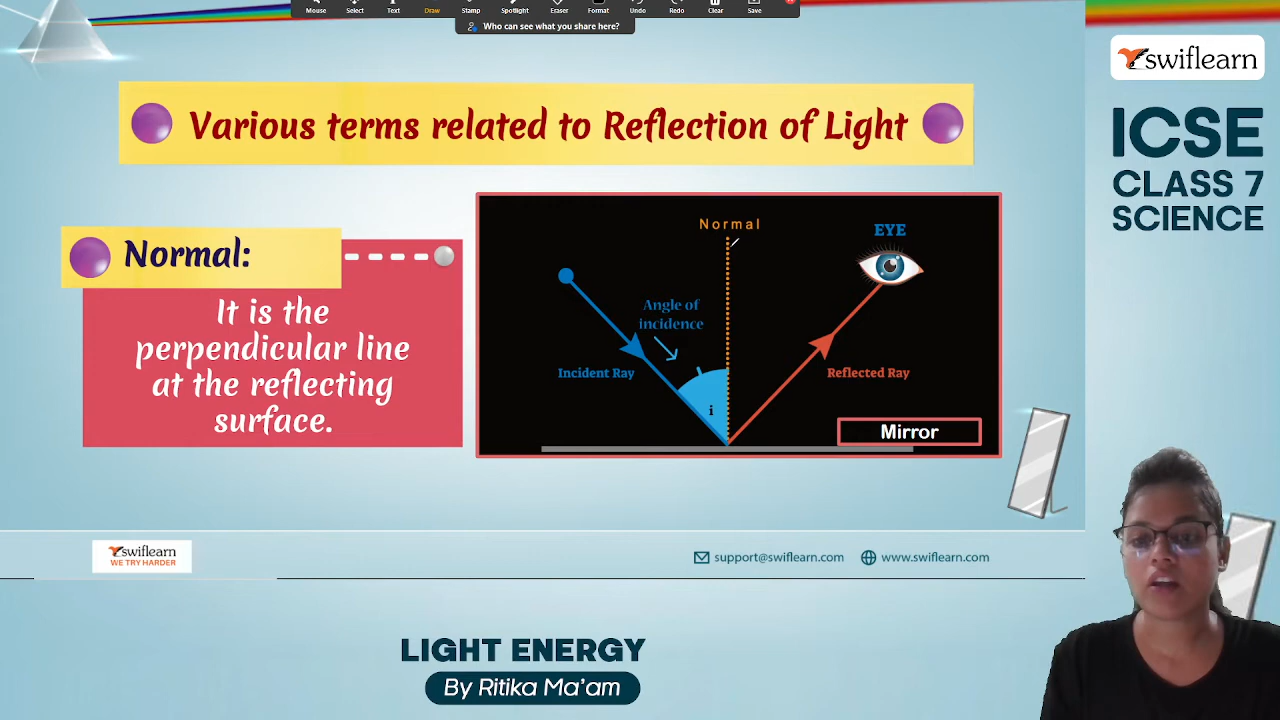 Mouse Select Text Draw Stamp Spotlight Eraser Format Undo Redo Clear Save
Who can see what you share here?
swiflearn
ICSE
CLASS 7
SCIENCE
Various terms related to Reflection of Light
Normal:
It is the
perpendicular line
at the reflecting
surface.
Normal
EYE
Angle of
incidence
Incident Ray
Reflected Ray
i
Mirror
swiflearn
WE TRY HARDER
support@swiflearn.com www.swiflearn.com
LIGHT ENERGY
By Ritika Ma'am